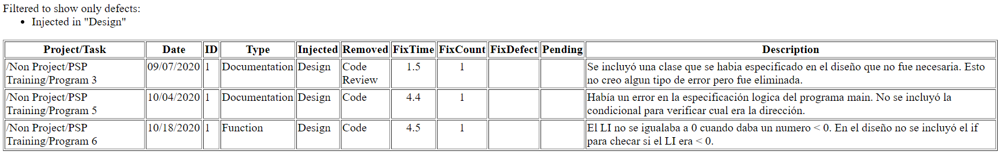 Filtered to show only defects:
• Injected in "Design"
Project/Task Date ID Type Injected Removed FixTime FixCount FixDefect Pending Description
/Non Project/PSP Training/Program 3 09/07/2020 1 Documentation Design Code Review 1.5 1 Se incluyó una clase que se habia especificado en el diseño que no fue necesaria. Esto no creo algun tipo de error pero fue eliminada.
/Non Project/PSP Training/Program 5 10/04/2020 1 Documentation Design Code 4.4 1 Había un error en la especificación logica del programa main. No se incluyó la condicional para verificar cual era la dirección.
/Non Project/PSP Training/Program 6 10/18/2020 1 Function Design Code 4.5 1 El LI no se igualaba a 0 cuando daba un numero < 0. En el diseño no se incluyó el if para checar si el LI era < 0.